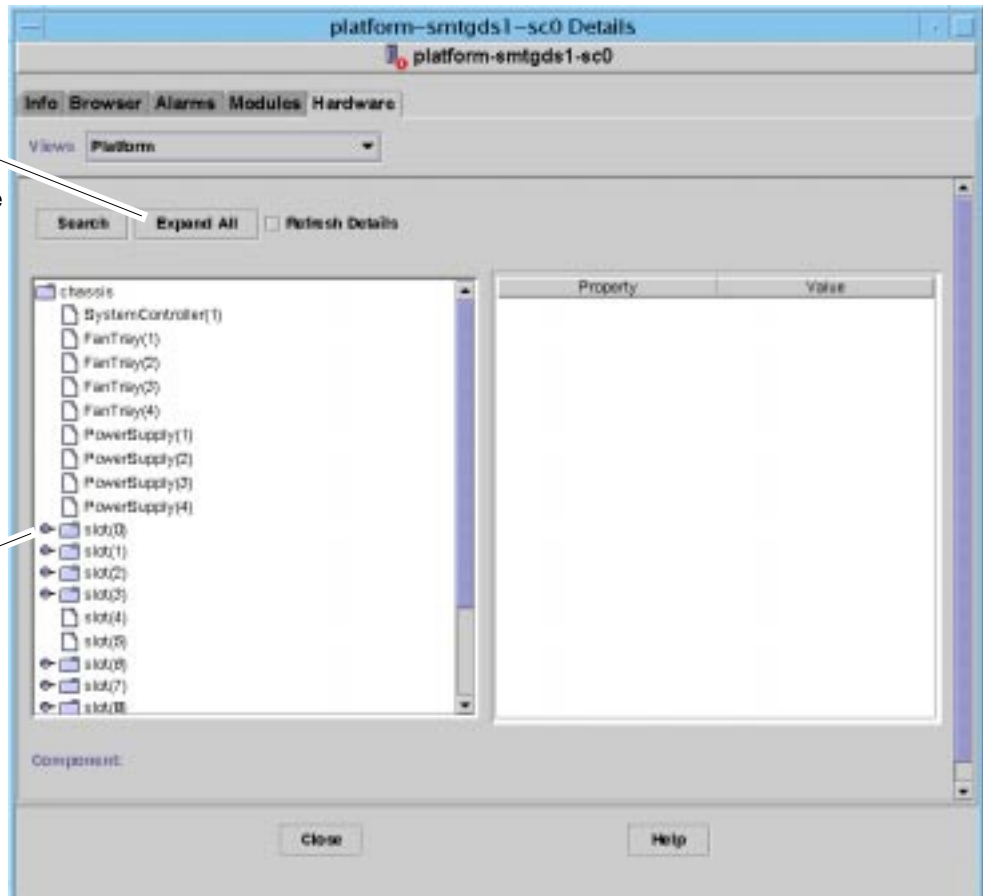 platform-smtgds1-sc0 Details
platform-smtgds1-sc0
Info Browser Alarms Modules Hardware
Views: Platform
e
Search Expand All Refresh Details
chassis
SystemController(1)
FanTray(1)
FanTray(2)
FanTray(3)
FanTray(4)
PowerSupply(1)
PowerSupply(2)
PowerSupply(3)
PowerSupply(4)
slot(0)
slot(1)
slot(2)
slot(3)
slot(4)
slot(5)
slot(6)
slot(7)
slot(8)
Property Value
Component:
Close Help